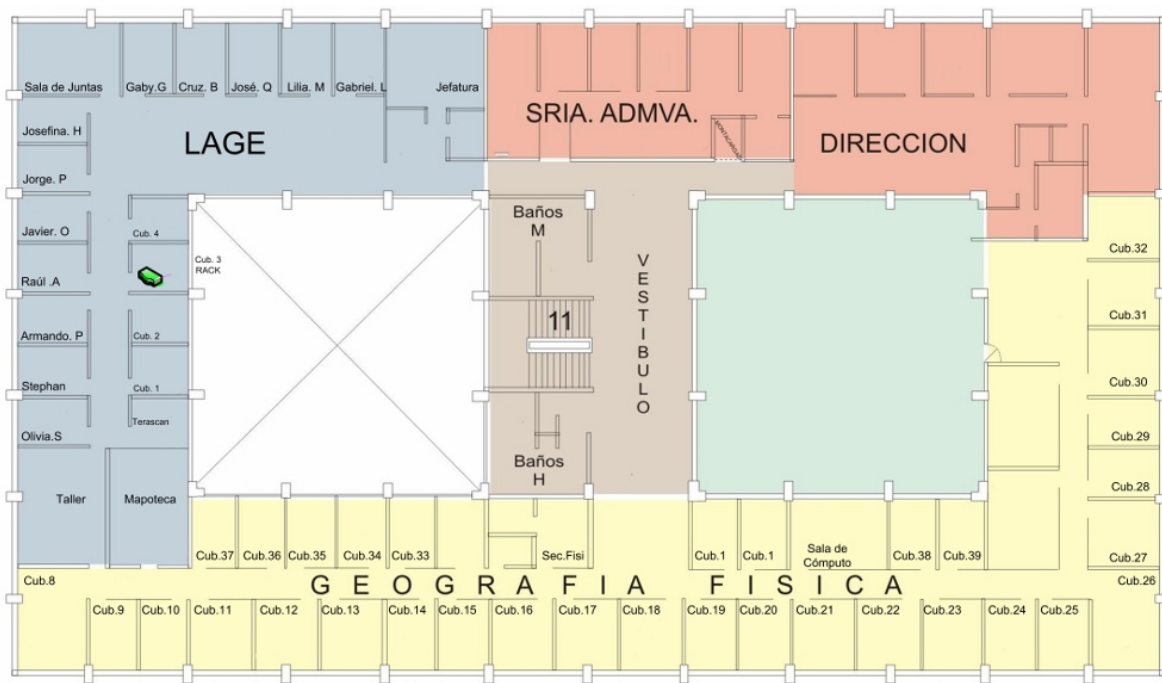 Sala de Juntas
Gaby.G
Cruz. B
José. Q
Lilia. M
Gabriel. L
Jefatura
SRIA. ADMVA.
MONTACARGAS
DIRECCION
LAGE
Josefina. H
Jorge. P
Javier. O
Raúl .A
Armando. P
Stephan
Olivia.S
Taller
Mapoteca
Cub. 4
Cub. 3
RACK
Cub. 2
Cub. 1
Terascan
Baños
M
11
Baños
H
VESTIBULO
Cub.32
Cub.31
Cub.30
Cub.29
Cub.28
Cub.27
Cub.26
Cub.37
Cub.36
Cub.35
Cub.34
Cub.33
Sec.Fisi
Cub.1
Cub.1
Sala de
Cómputo
Cub.38
Cub.39
GEOGRAFIA FISICA
Cub.8
Cub.9
Cub.10
Cub.11
Cub.12
Cub.13
Cub.14
Cub.15
Cub.16
Cub.17
Cub.18
Cub.19
Cub.20
Cub.21
Cub.22
Cub.23
Cub.24
Cub.25